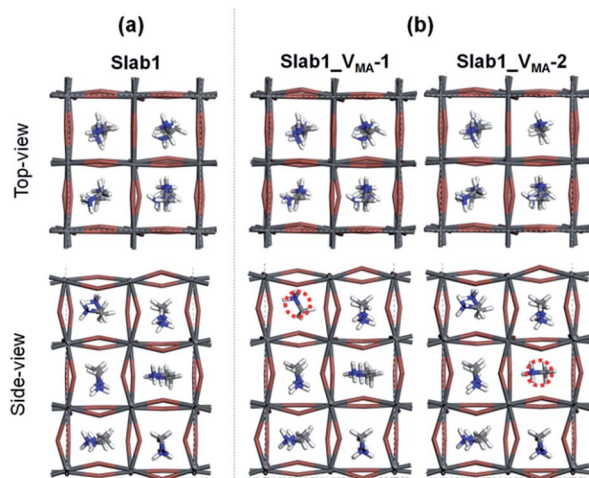 (a)
(b)
Slab1
Slab1_VMA-1
Slab1_VMA-2
Top-view
Side-view